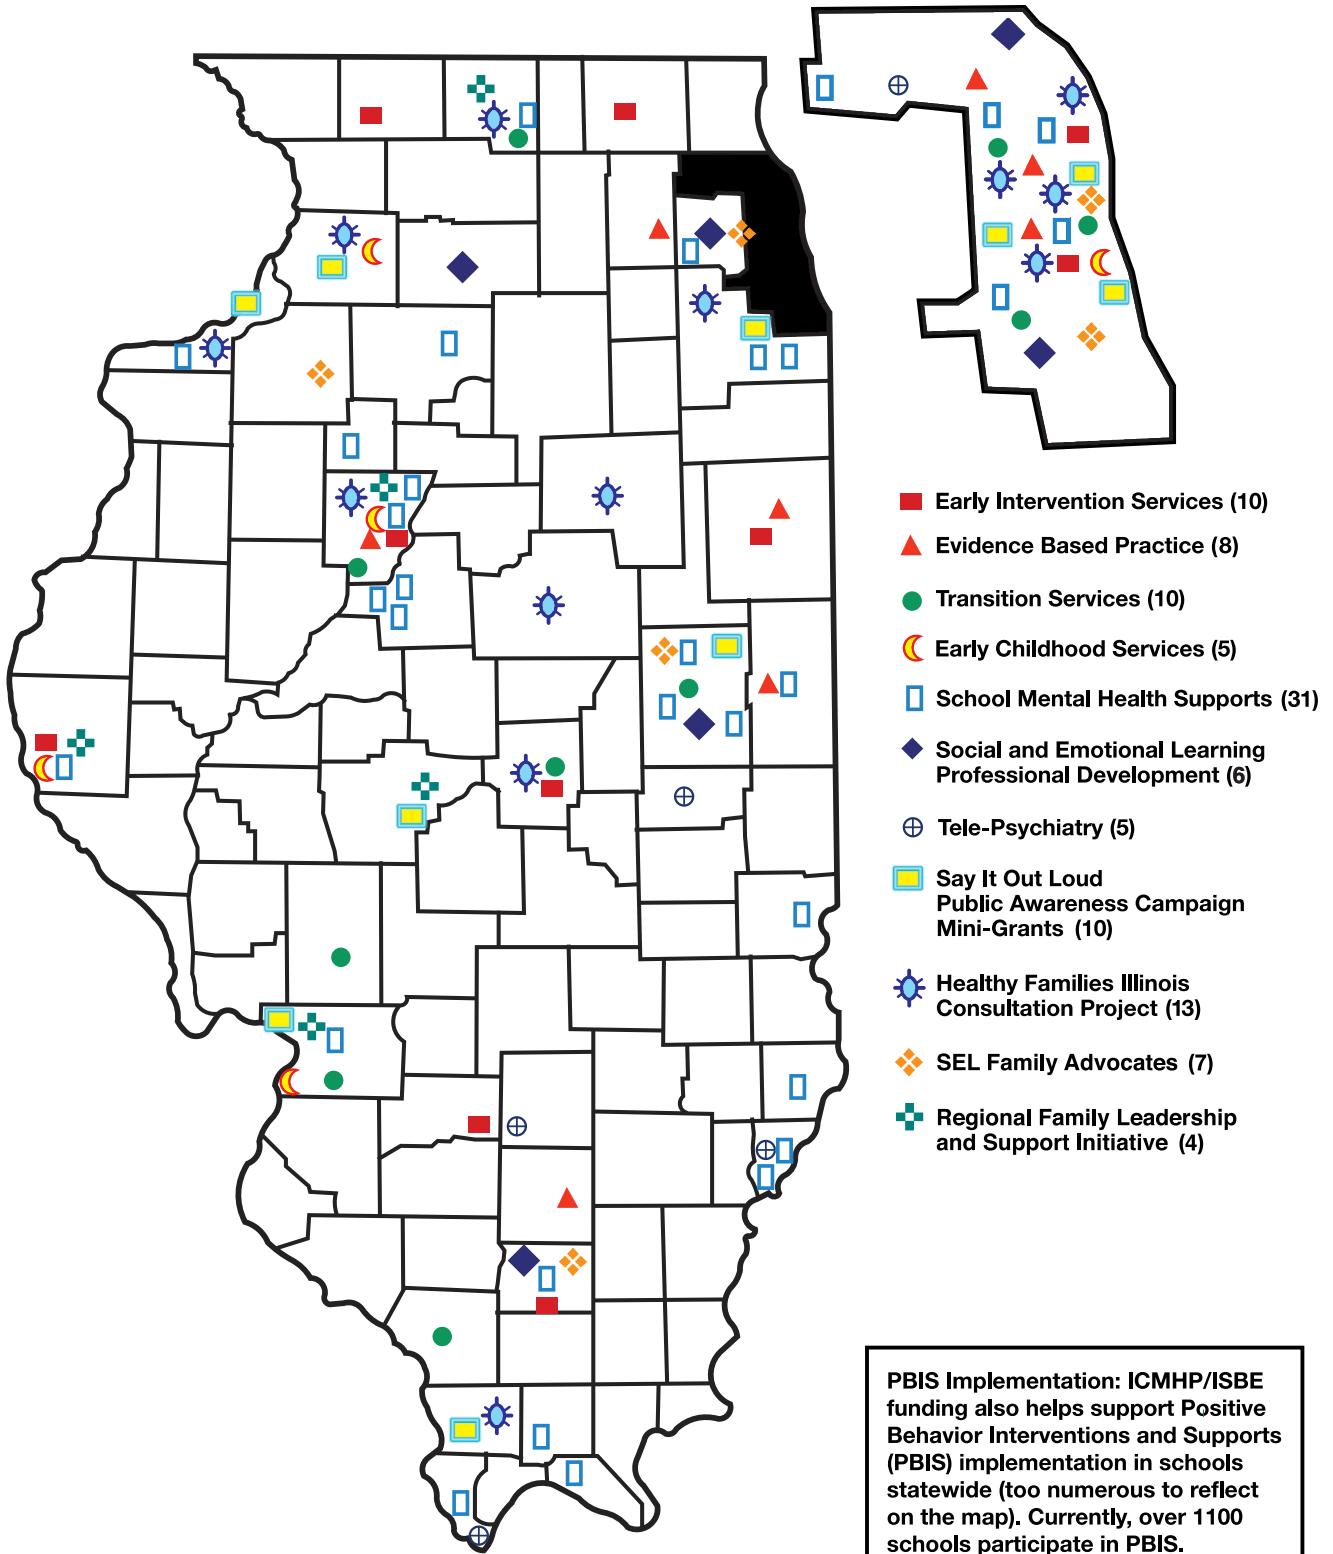 Early Intervention Services (10)
Evidence Based Practice (8)
Transition Services (10)
Early Childhood Services (5)
School Mental Health Supports (31)
Social and Emotional Learning
Professional Development (6)
Tele-Psychiatry (5)
Say It Out Loud
Public Awareness Campaign
Mini-Grants (10)
Healthy Families Illinois
Consultation Project (13)
SEL Family Advocates (7)
Regional Family Leadership
and Support Initiative (4)
PBIS Implementation: ICMHP/ISBE
funding also helps support Positive
Behavior Interventions and Supports
(PBIS) implementation in schools
statewide (too numerous to reflect
on the map). Currently, over 1100
schools participate in PBIS.